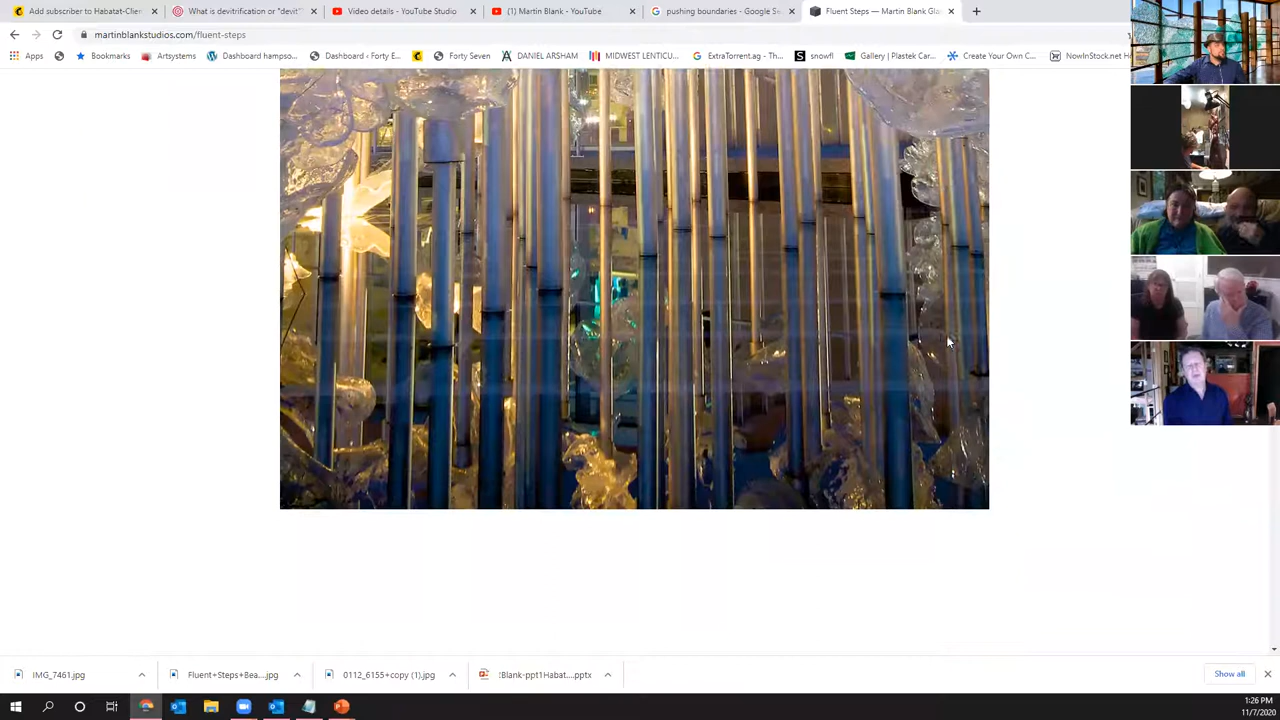 Add subscriber to Habatat-Clier
What is devitrification or "devit"
Video details - YouTube Studio
(1) Martin Blank - YouTube
pushing boundaries - Google Se
Fluent Steps — Martin Blank Gla
martinblankstudios.com/fluent-steps
Apps
Bookmarks
Artsystems
Dashboard hampso...
Dashboard ‹ Forty E...
Forty Seven
DANIEL ARSHAM
MIDWEST LENTICU...
ExtraTorrent.ag - Th...
snowfl
Gallery | Plastek Car...
Create Your Own C...
NowInStock.net H
IMG_7461.jpg
Fluent+Steps+Bea....jpg
0112_6155+copy (1).jpg
!Blank-ppt1Habat....pptx
Show all
1:26 PM
11/7/2020